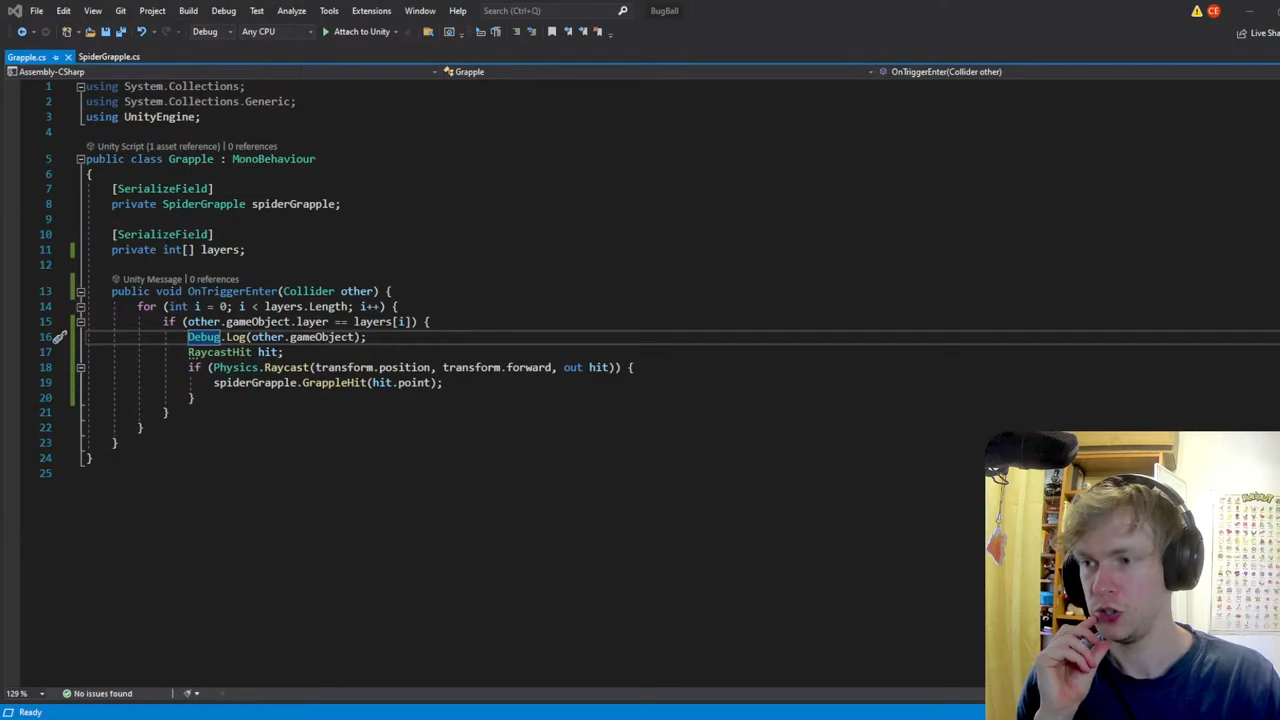 File Edit View Git Project Build Debug Test Analyze Tools Extensions Window Help Search (Ctrl+Q) BugBall CE
Debug Any CPU Attach to Unity Live Sha
Grapple.cs SpiderGrapple.cs
Assembly-CSharp Grapple OnTriggerEnter(Collider other)
1 using System.Collections;
2 using System.Collections.Generic;
3 using UnityEngine;
4
Unity Script (1 asset reference) | 0 references
5 public class Grapple : MonoBehaviour
6 {
7 [SerializeField]
8 private SpiderGrapple spiderGrapple;
9
10 [SerializeField]
11 private int[] layers;
12
Unity Message | 0 references
13 public void OnTriggerEnter(Collider other) {
14 for (int i = 0; i < layers.Length; i++) {
15 if (other.gameObject.layer == layers[i]) {
16 Debug.Log(other.gameObject);
17 RaycastHit hit;
18 if (Physics.Raycast(transform.position, transform.forward, out hit)) {
19 spiderGrapple.GrappleHit(hit.point);
20 }
21 }
22 }
23 }
24 }
25
129 % No issues found
Ready